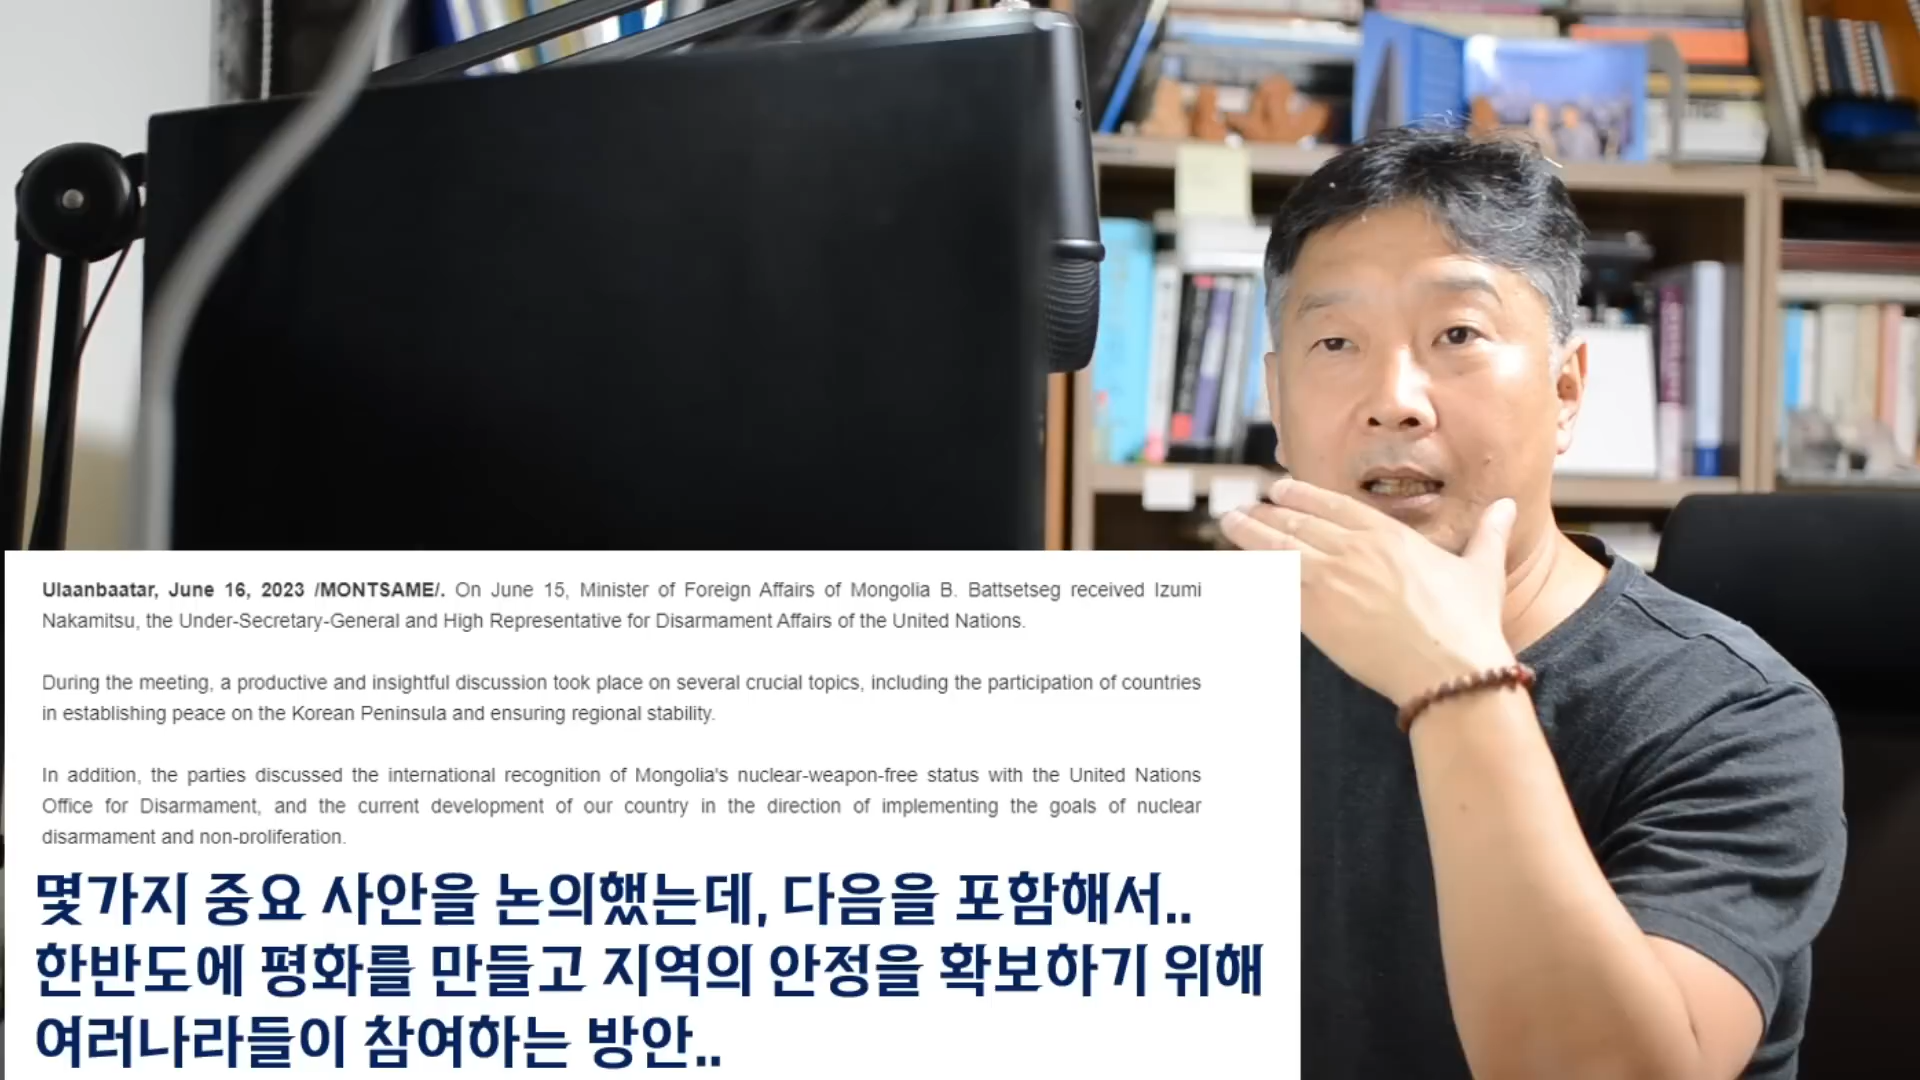 Ulaanbaatar, June 16, 2023 /MONTSAME/. On June 15, Minister of Foreign Affairs of Mongolia B. Battsetseg received Izumi
Nakamitsu, the Under-Secretary-General and High Representative for Disarmament Affairs of the United Nations.
During the meeting, a productive and insightful discussion took place on several crucial topics, including the participation of countries
in establishing peace on the Korean Peninsula and ensuring regional stability.
In addition, the parties discussed the international recognition of Mongolia's nuclear-weapon-free status with the United Nations
Office for Disarmament, and the current development of our country in the direction of implementing the goals of nuclear
disarmament and non-proliferation.
몇가지 중요 사안을 논의했는데, 다음을 포함해서..
한반도에 평화를 만들고 지역의 안정을 확보하기 위해
여러나라들이 참여하는 방안..